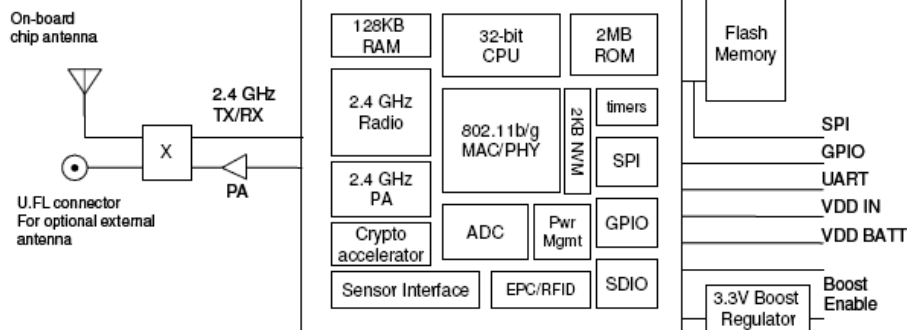 On-board
chip antenna
2.4 GHz
TX/RX
X
PA
U.FL connector
For optional external
antenna
128KB
RAM
32-bit
CPU
2MB
ROM
2.4 GHz
Radio
802.11b/g
MAC/PHY
2KB NVM
timers
SPI
2.4 GHz
PA
Crypto
accelerator
ADC
Pwr
Mgmt
GPIO
Sensor Interface
EPC/RFID
SDIO
Flash
Memory
SPI
GPIO
UART
VDD IN
VDD BATT
Boost
Enable
3.3V Boost
Regulator